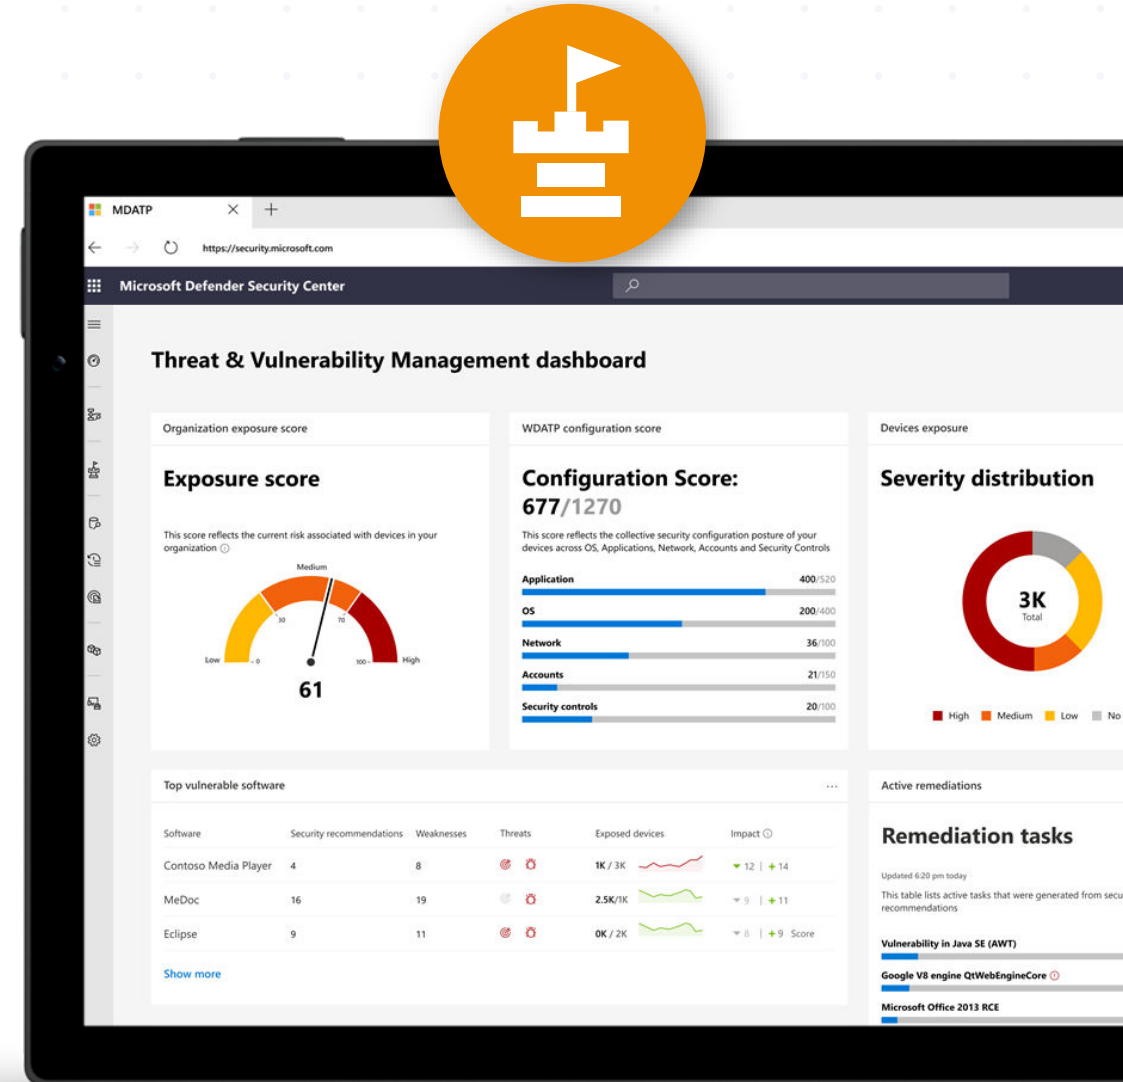 MDATP
https://security.microsoft.com
Microsoft Defender Security Center
Threat & Vulnerability Management dashboard
Organization exposure score
Exposure score
This score reflects the current risk associated with devices in your
organization
Medium
30
70
Low
0
100
High
61
WDATP configuration score
Configuration Score:
677/1270
This score reflects the collective security configuration posture of your
devices across OS, Applications, Network, Accounts and Security Controls
Application 400/520
OS 200/400
Network 36/100
Accounts 21/150
Security controls 20/100
Devices exposure
Severity distribution
3K
Total
High Medium Low No
Top vulnerable software ...
Software Security recommendations Weaknesses Threats Exposed devices Impact
Contoso Media Player 4 8 1K / 3K 12 | +14
MeDoc 16 19 2.5K/1K 9 | +11
Eclipse 9 11 0K / 2K 8 | +9 Score
Show more
Active remediations
Remediation tasks
Updated 6:20 pm today
This table lists active tasks that were generated from secu
recommendations
Vulnerability in Java SE (AWT)
Google V8 engine QtWebEngineCore
Microsoft Office 2013 RCE